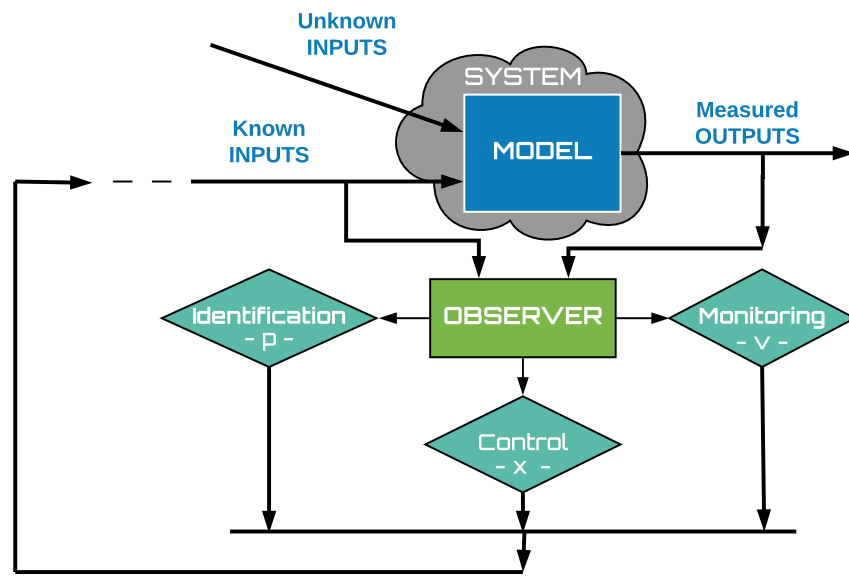 Unknown
INPUTS
SYSTEM
Measured
OUTPUTS
Known
INPUTS
MODEL
Identification
- p -
OBSERVER
Monitoring
- v -
Control
- x -